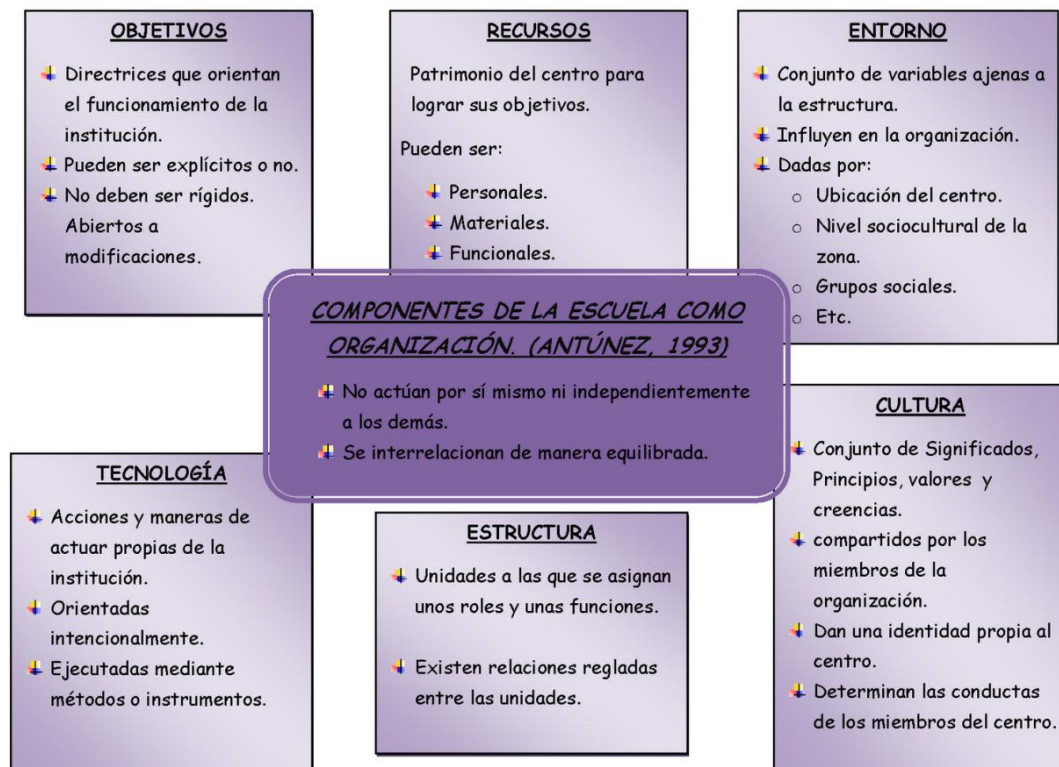 OBJETIVOS
Directrices que orientan
el funcionamiento de la
institución.
Pueden ser explícitos o no.
No deben ser rígidos.
Abiertos a
modificaciones.
RECURSOS
Patrimonio del centro para
lograr sus objetivos.
Pueden ser:
Personales.
Materiales.
Funcionales.
ENTORNO
Conjunto de variables ajenas a
la estructura.
Influyen en la organización.
Dadas por:
o Ubicación del centro.
o Nivel sociocultural de la
zona.
o Grupos sociales.
o Etc.
COMPONENTES DE LA ESCUELA COMO
ORGANIZACIÓN. (ANTÚNEZ, 1993)
No actúan por sí mismo ni independientemente
a los demás.
Se interrelacionan de manera equilibrada.
TECNOLOGÍA
Acciones y maneras de
actuar propias de la
institución.
Orientadas
intencionalmente.
Ejecutadas mediante
métodos o instrumentos.
ESTRUCTURA
Unidades a las que se asignan
unos roles y unas funciones.
Existen relaciones regladas
entre las unidades.
CULTURA
Conjunto de Significados,
Principios, valores y
creencias.
compartidos por los
miembros de la
organización.
Dan una identidad propia al
centro.
Determinan las conductas
de los miembros del centro.